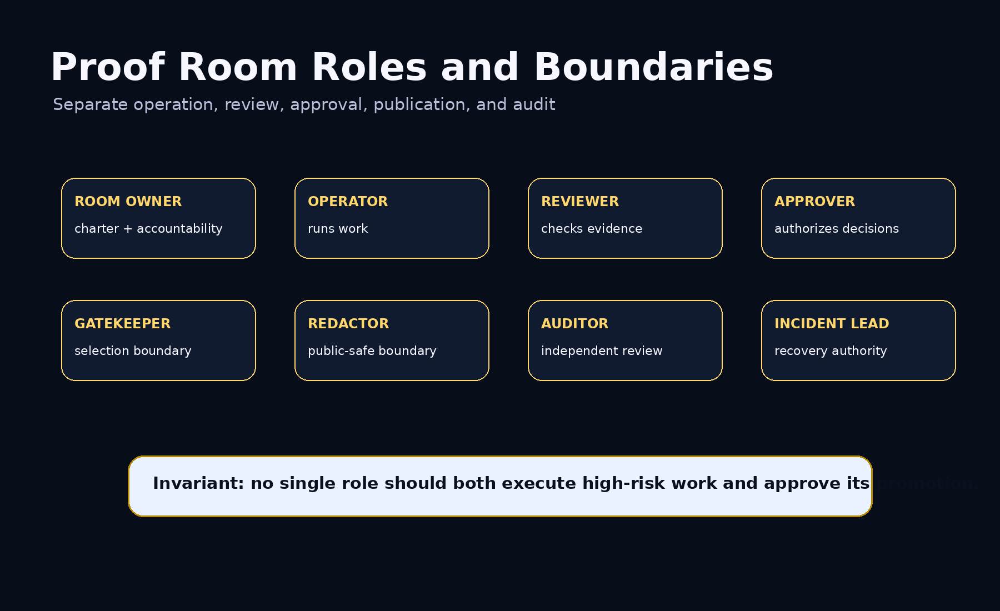 Proof Room Roles and Boundaries
Separate operation, review, approval, publication, and audit
ROOM OWNER
charter + accountability
OPERATOR
runs work
REVIEWER
checks evidence
APPROVER
authorizes decisions
GATEKEEPER
selection boundary
REDACTOR
public-safe boundary
AUDITOR
independent review
INCIDENT LEAD
recovery authority
Invariant: no single role should both execute high-risk work and approve its promotion.